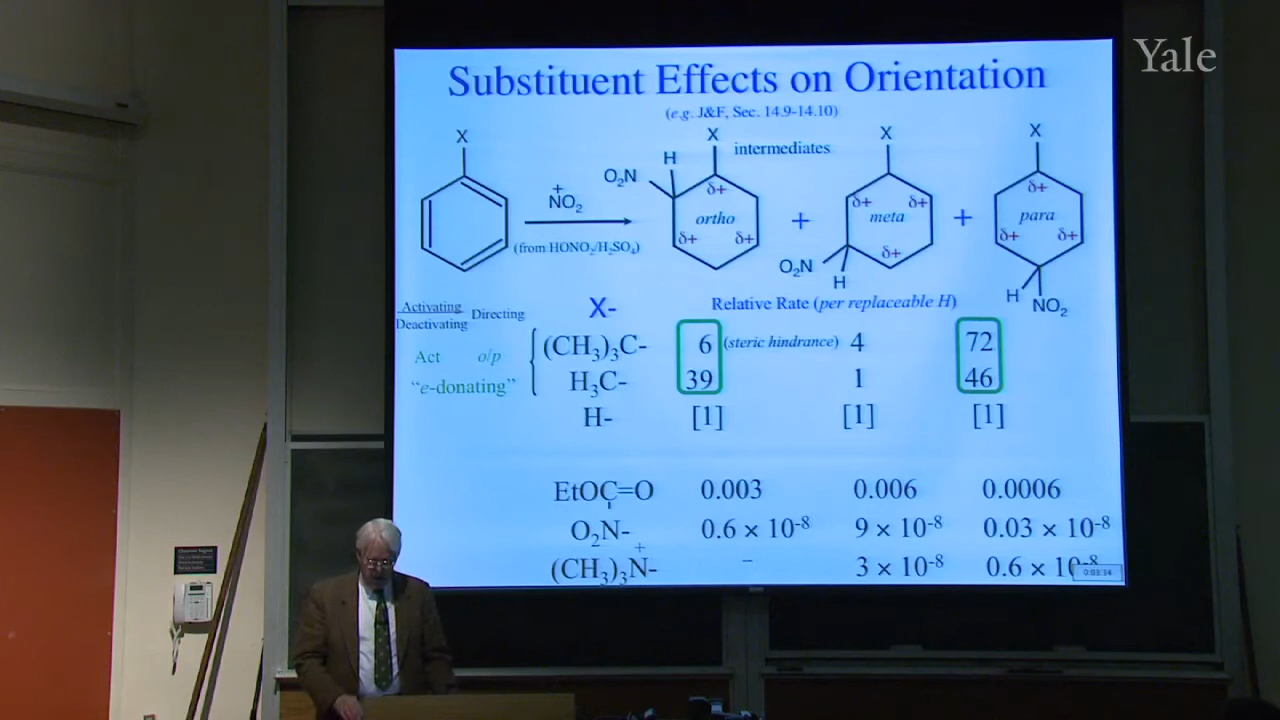 Yale
Substituent Effects on Orientation
(e.g. J&F, Sec. 14.9-14.10)
X
X
X
X
H
intermediates
O₂N
+
NO₂
δ+
ortho
δ+
δ+
+
δ+
δ+
meta
δ+
+
δ+
para
δ+
δ+
(from HONO₂/H₂SO₄)
O₂N
H
H
NO₂
Activating
Deactivating
Directing
X-
Relative Rate (per replaceable H)
(CH₃)₃C- 6 (steric hindrance) 4 72
Act o/p
"e-donating"
H₃C- 39 1 46
H- [1] [1] [1]
EtOC=O 0.003 0.006 0.0006
O₂N- 0.6 × 10⁻⁸ 9 × 10⁻⁸ 0.03 × 10⁻⁸
+
(CH₃)₃N- – 3 × 10⁻⁸ 0.6 × 10⁻⁸